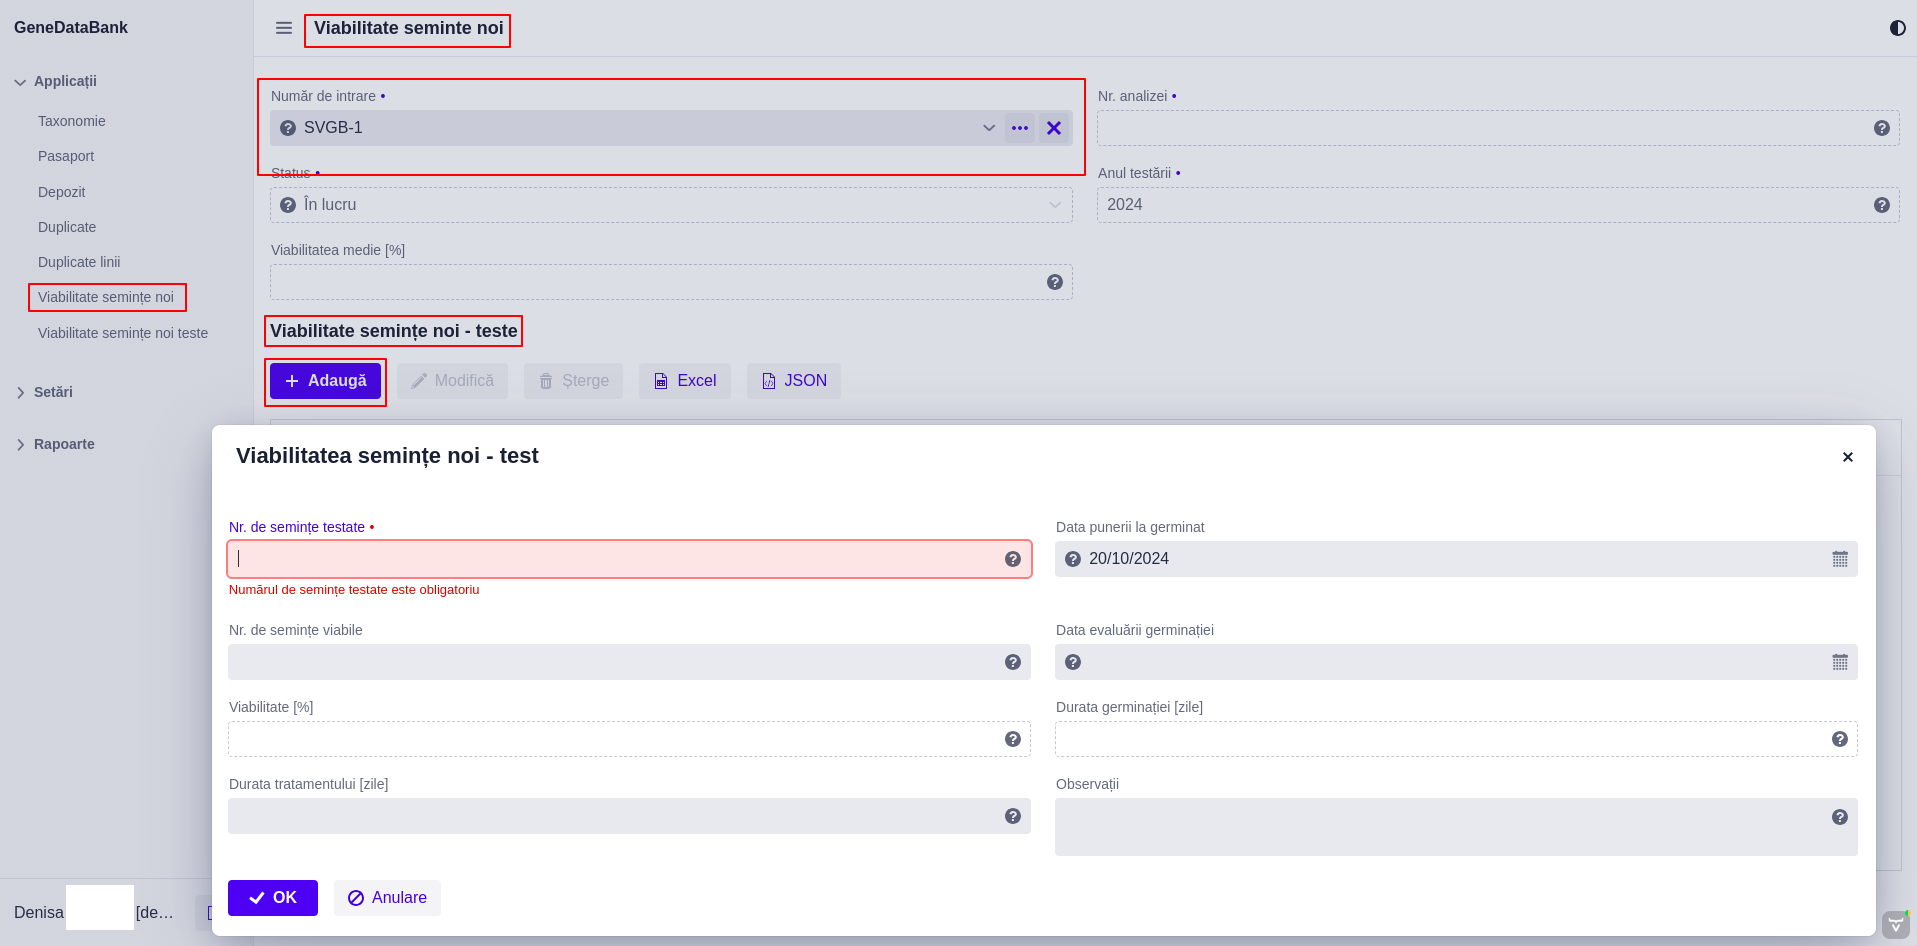 GeneDataBank
Viabilitate seminte noi
Applicații
Taxonomie
Pasaport
Depozit
Duplicate
Duplicate linii
Viabilitate semințe noi
Viabilitate semințe noi teste
Setări
Rapoarte
Denisa [de...
Număr de intrare •
SVGB-1
Nr. analizei •
Status •
În lucru
Anul testării •
2024
Viabilitatea medie [%]
Viabilitate semințe noi - teste
Adaugă
Modifică
Șterge
Excel
JSON
Viabilitatea semințe noi - test
Nr. de semințe testate •
Numărul de semințe testate este obligatoriu
Data punerii la germinat
20/10/2024
Nr. de semințe viabile
Data evaluării germinației
Viabilitate [%]
Durata germinației [zile]
Durata tratamentului [zile]
Observații
OK
Anulare